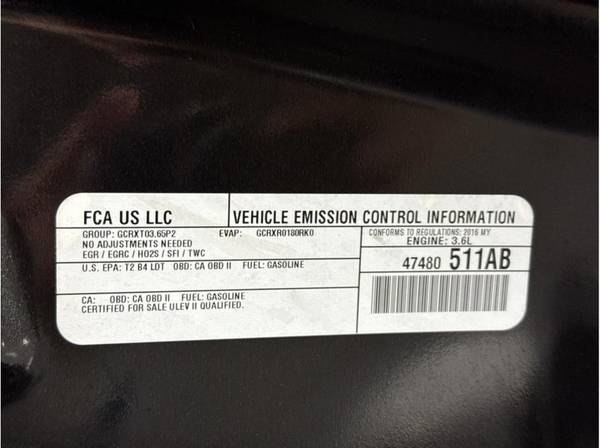 FCA US LLC
VEHICLE EMISSION CONTROL INFORMATION
GROUP: GCRXT03.65P2 EVAP: GCRXR0180RK0
NO ADJUSTMENTS NEEDED
EGR / EGRC / HO2S / SFI / TWC
CONFORMS TO REGULATIONS: 2016 MY
ENGINE: 3.6L
U.S. EPA: T2 B4 LDT OBD: CA OBD II FUEL: GASOLINE
47480 511AB
CA: OBD: CA OBD II FUEL: GASOLINE
CERTIFIED FOR SALE ULEV II QUALIFIED.